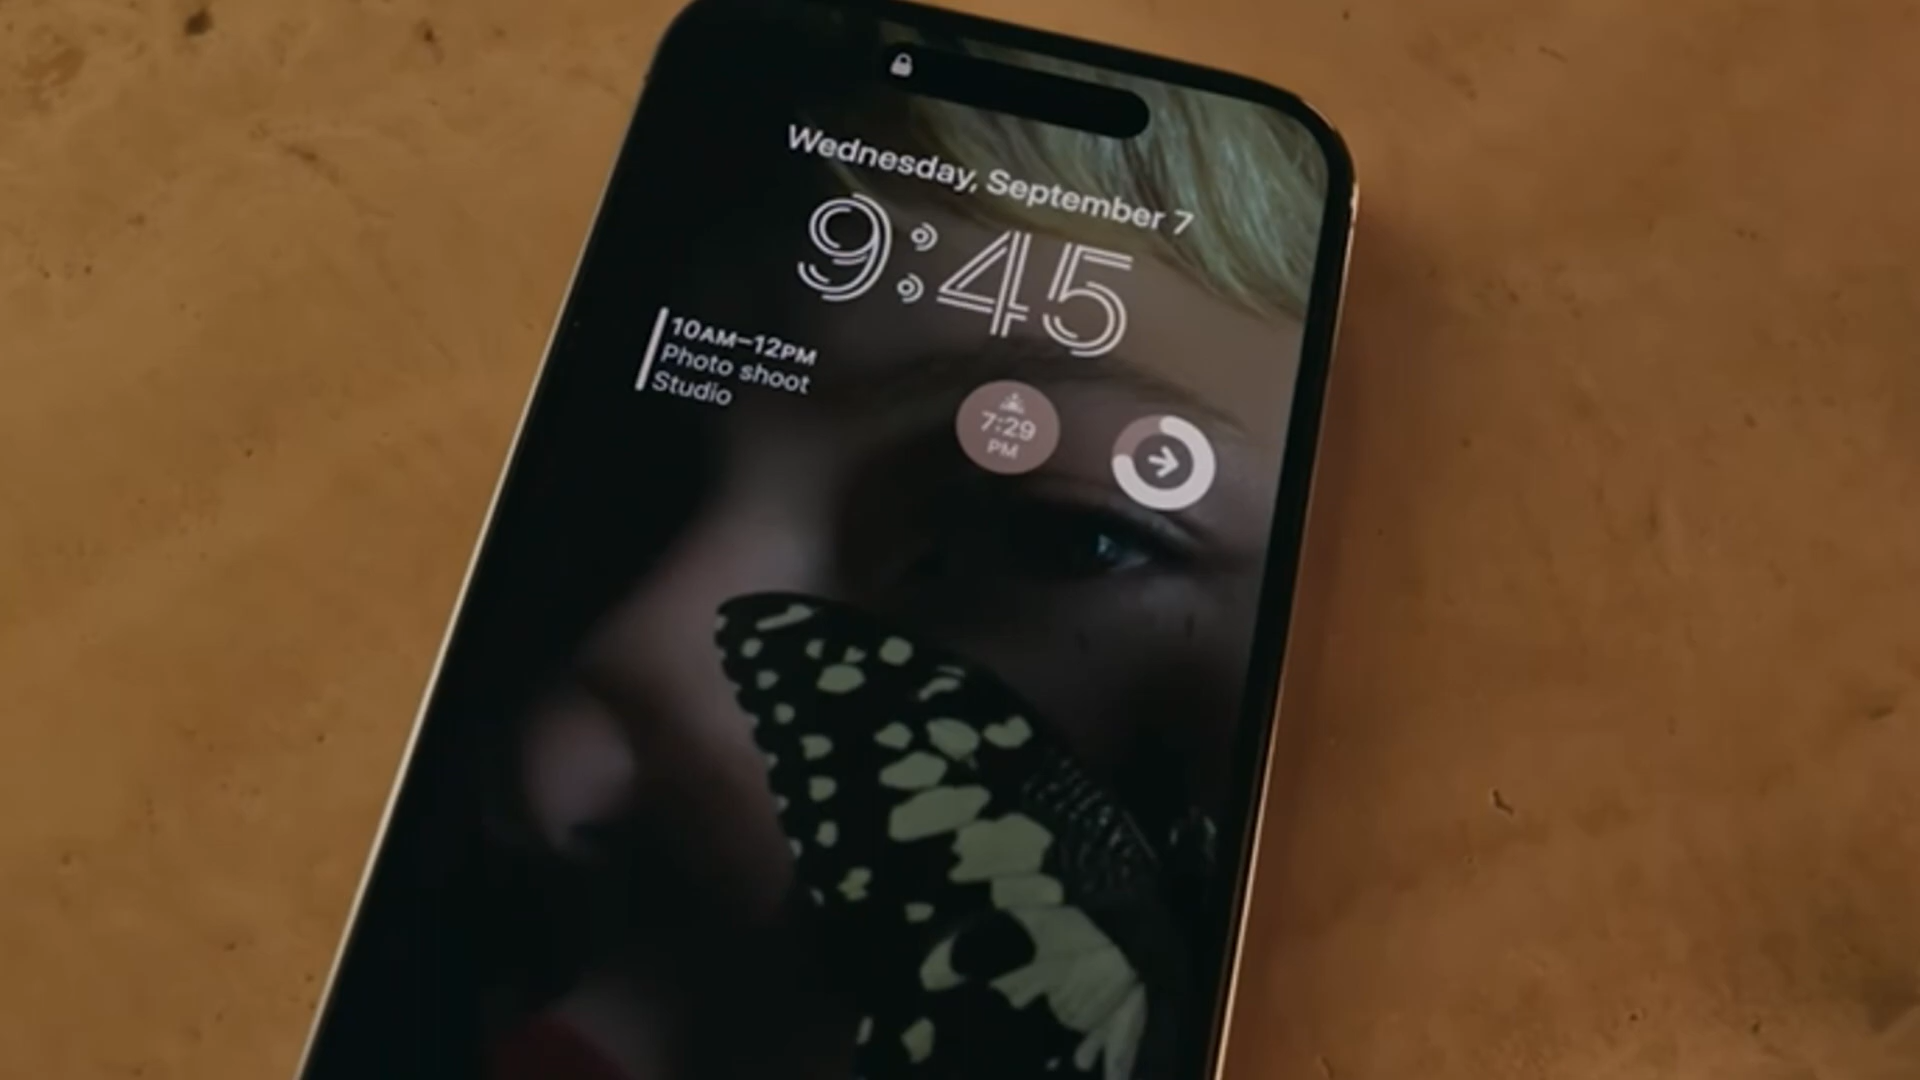 Wednesday, September 7
9:45
10AM–12PM
Photo shoot
Studio
7:29
PM